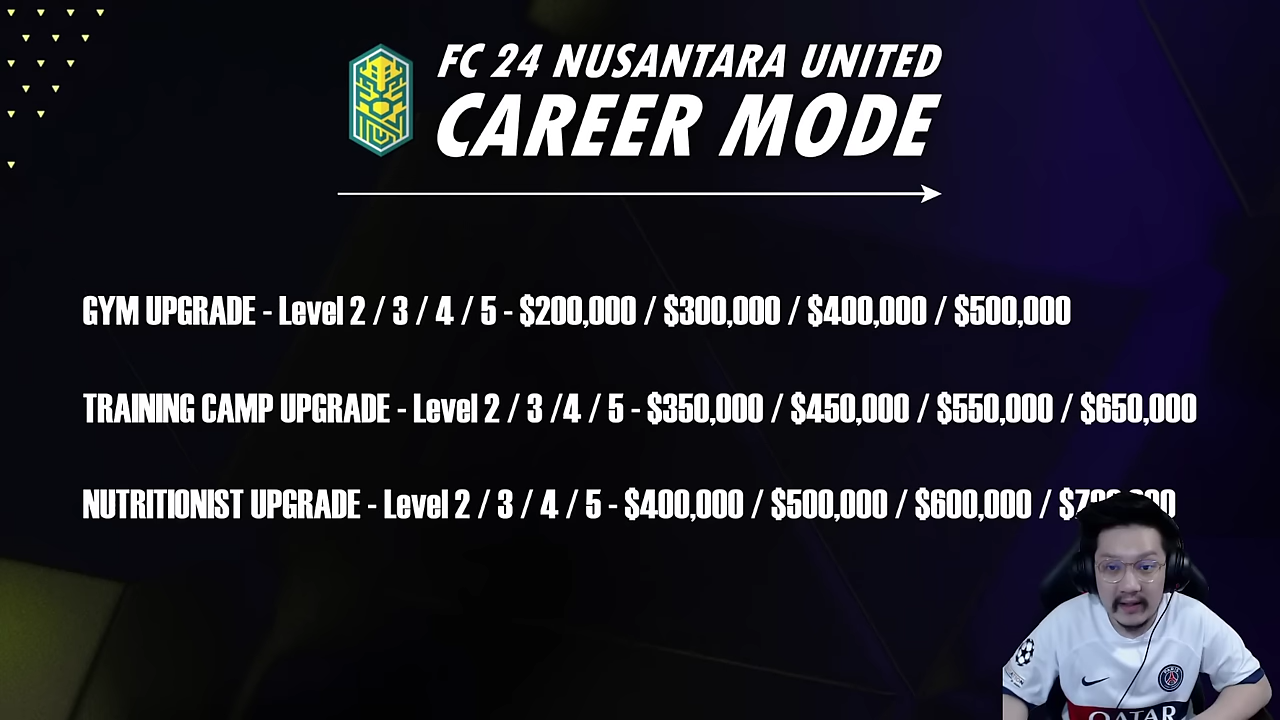 FC 24 NUSANTARA UNITED
CAREER MODE
GYM UPGRADE - Level 2 / 3 / 4 / 5 - $200,000 / $300,000 / $400,000 / $500,000
TRAINING CAMP UPGRADE - Level 2 / 3 /4 / 5 - $350,000 / $450,000 / $550,000 / $650,000
NUTRITIONIST UPGRADE - Level 2 / 3 / 4 / 5 - $400,000 / $500,000 / $600,000 /
QATAR